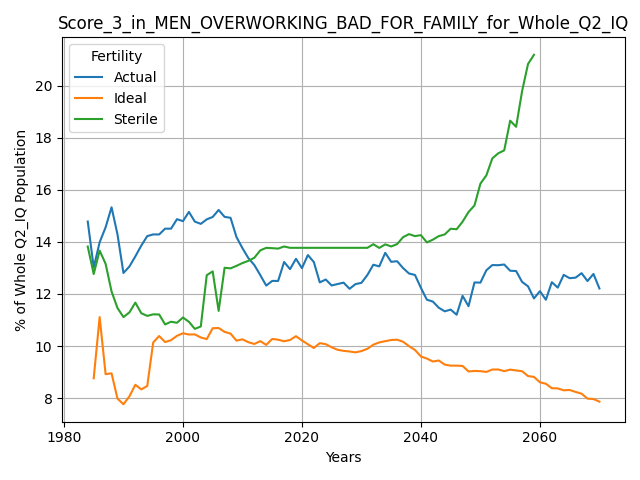 Score_3_in_MEN_OVERWORKING_BAD_FOR_FAMILY_for_Whole_Q2_IQ
Fertility
Actual
Ideal
Sterile
% of Whole Q2_IQ Population
20
18
16
14
12
10
8
1980
2000
2020
2040
2060
Years